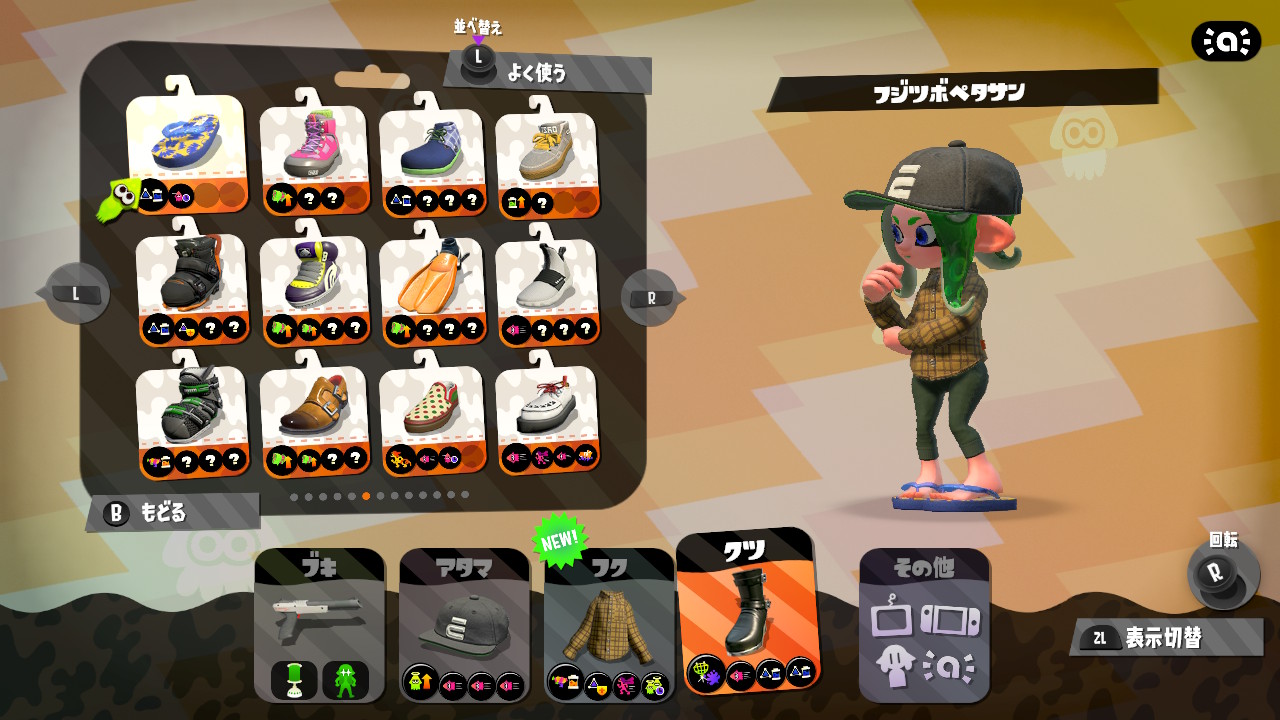 並べ替え
L
よく使う
フジツボペタサン
L
R
B もどる
NEW!
ブキ
アタマ
フク
クツ
その他
回転
R
ZL 表示切替